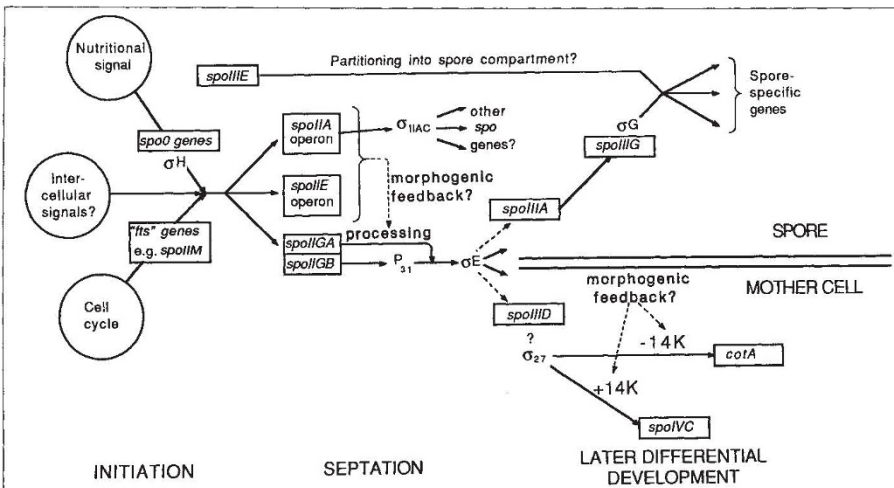 Nutritional
signal
spoIIIE
Partitioning into spore compartment?
Spore-
specific
genes
spo0 genes
σH
spoIIA
operon
σIIAC
other
spo
genes?
σG
spoIIIG
Inter-
cellular
signals?
spoIIE
operon
morphogenic
feedback?
"fts" genes
e.g. spoIIM
spoIIIA
SPORE
processing
spoIIGA
spoIIGB
P31
σE
MOTHER CELL
morphogenic
feedback?
Cell
cycle
spoIIID
?
σ27
-14K
cotA
+14K
spoIVC
INITIATION
SEPTATION
LATER DIFFERENTIAL
DEVELOPMENT